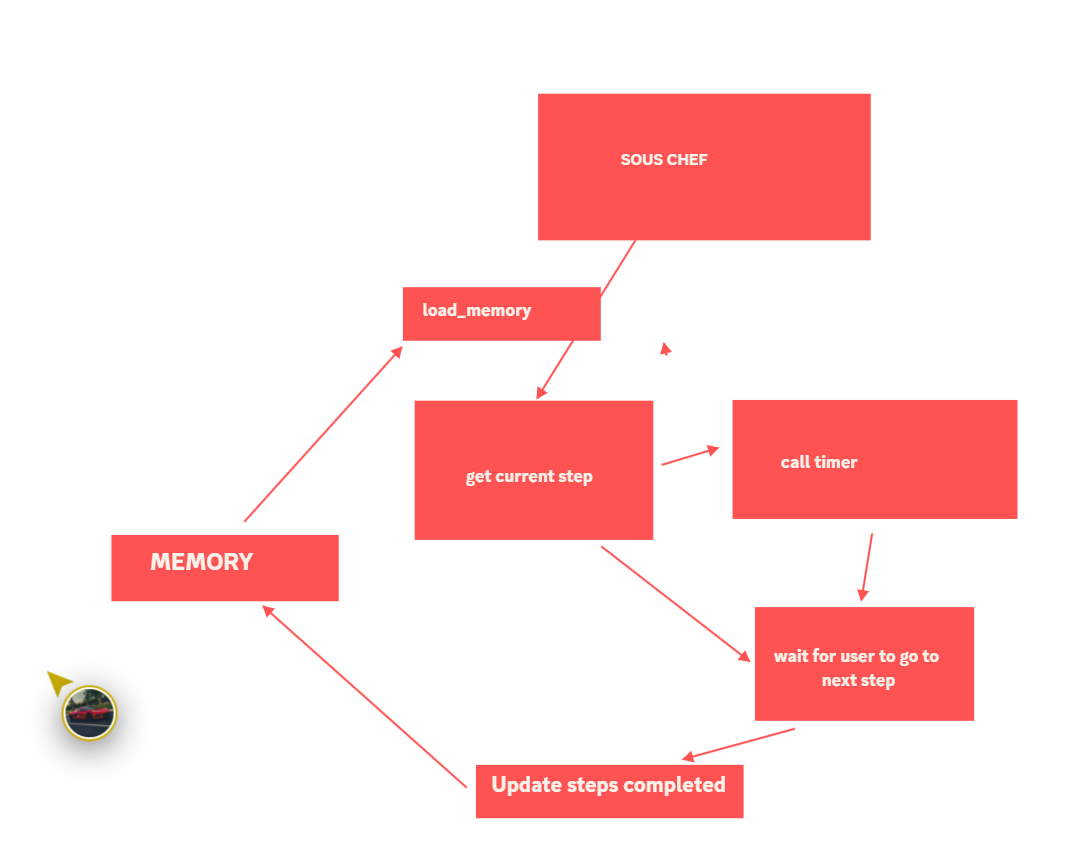 SOUS CHEF
load_memory
get current step
call timer
MEMORY
wait for user to go to
next step
Update steps completed